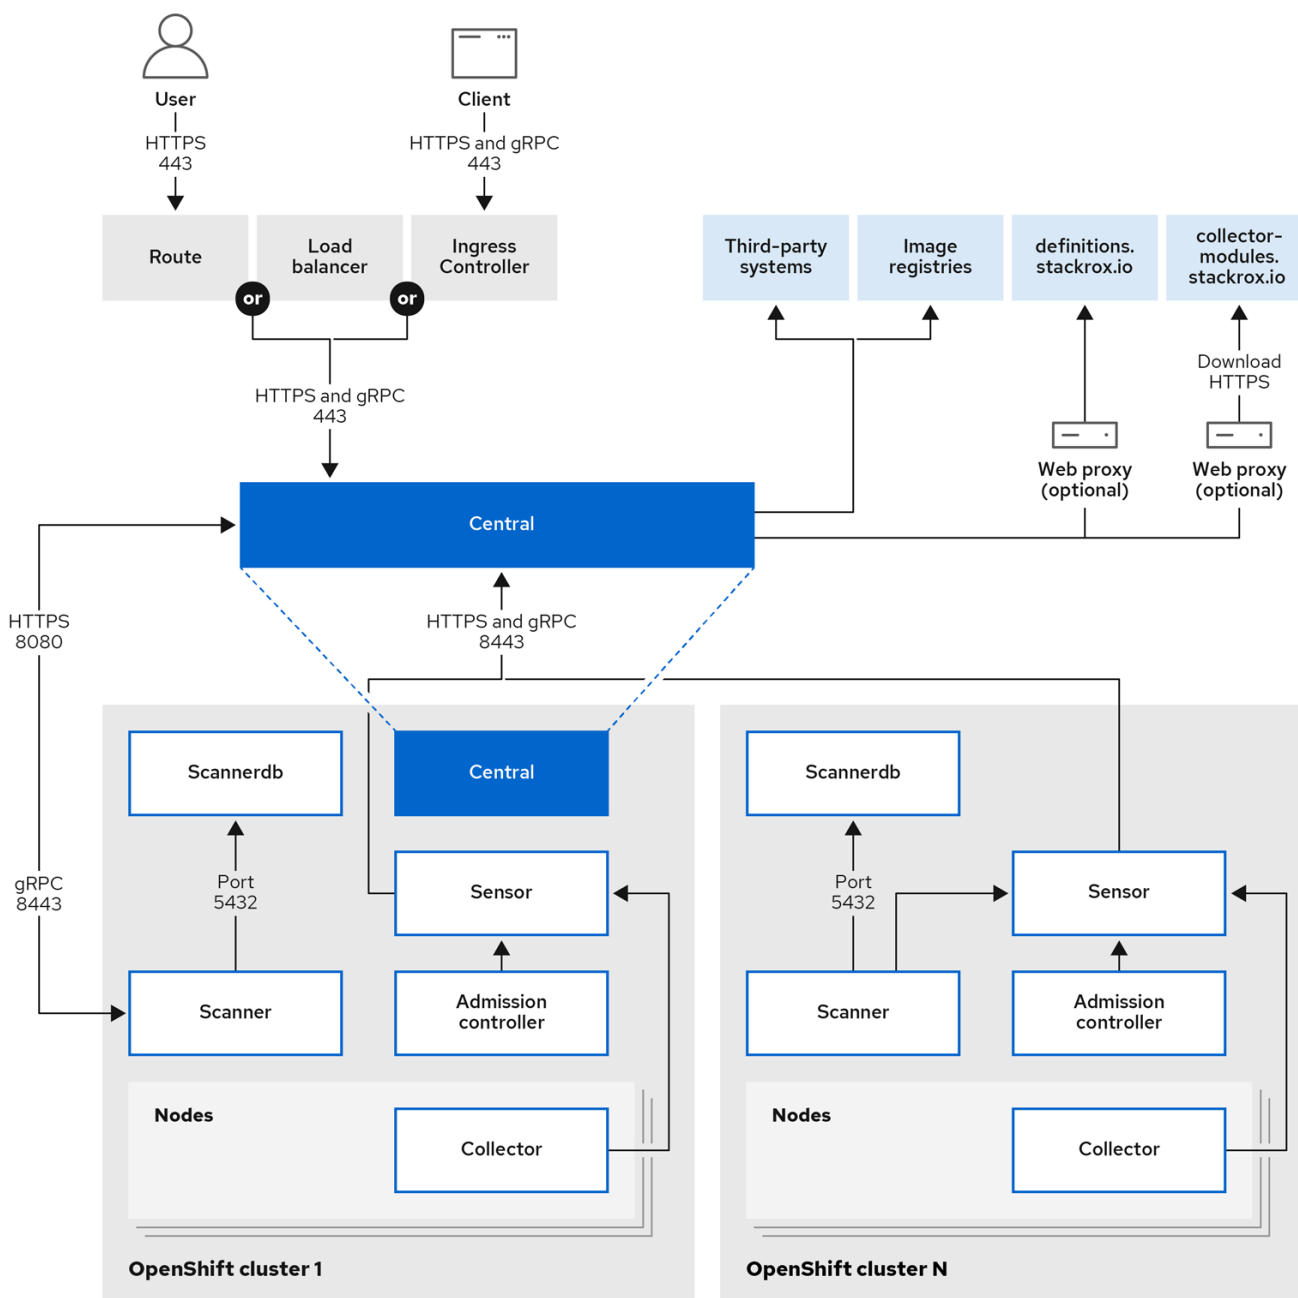 User
Client
HTTPS
443
HTTPS and gRPC
443
Route
Load
balancer
Ingress
Controller
or
or
Third-party
systems
Image
registries
definitions.
stackrox.io
collector-
modules.
stackrox.io
HTTPS and gRPC
443
Download
HTTPS
Web proxy
(optional)
Web proxy
(optional)
Central
HTTPS
8080
HTTPS and gRPC
8443
gRPC
8443
Scannerdb
Central
Port
5432
Sensor
Scanner
Admission
controller
Nodes
Collector
OpenShift cluster 1
Scannerdb
Port
5432
Sensor
Scanner
Admission
controller
Nodes
Collector
OpenShift cluster N